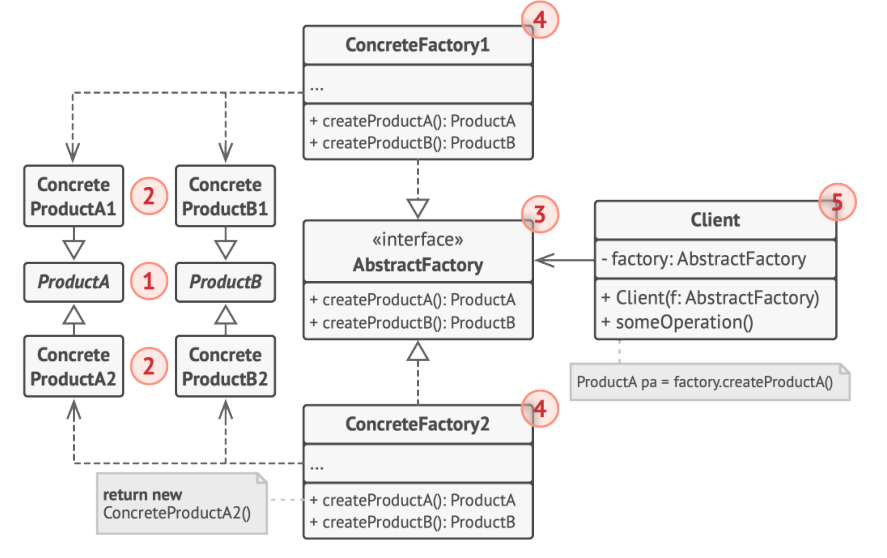 4
ConcreteFactory1
...
+ createProductA(): ProductA
+ createProductB(): ProductB
Concrete
ProductA1
2
Concrete
ProductB1
3
«interface»
AbstractFactory
+ createProductA(): ProductA
+ createProductB(): ProductB
5
Client
- factory: AbstractFactory
+ Client(f: AbstractFactory)
+ someOperation()
ProductA
1
ProductB
Concrete
ProductA2
2
Concrete
ProductB2
ProductA pa = factory.createProductA()
4
ConcreteFactory2
...
+ createProductA(): ProductA
+ createProductB(): ProductB
return new
ConcreteProductA2()